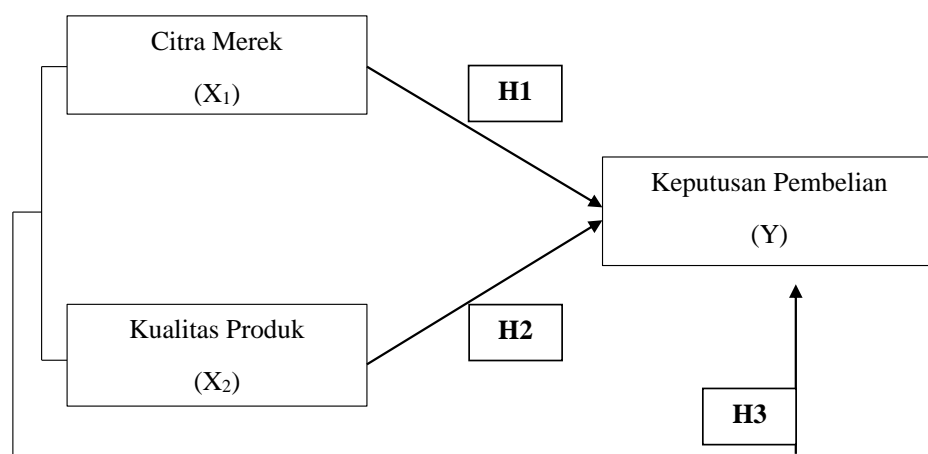 Citra Merek
(X₁)
H1
Keputusan Pembelian
(Y)
Kualitas Produk
(X₂)
H2
H3